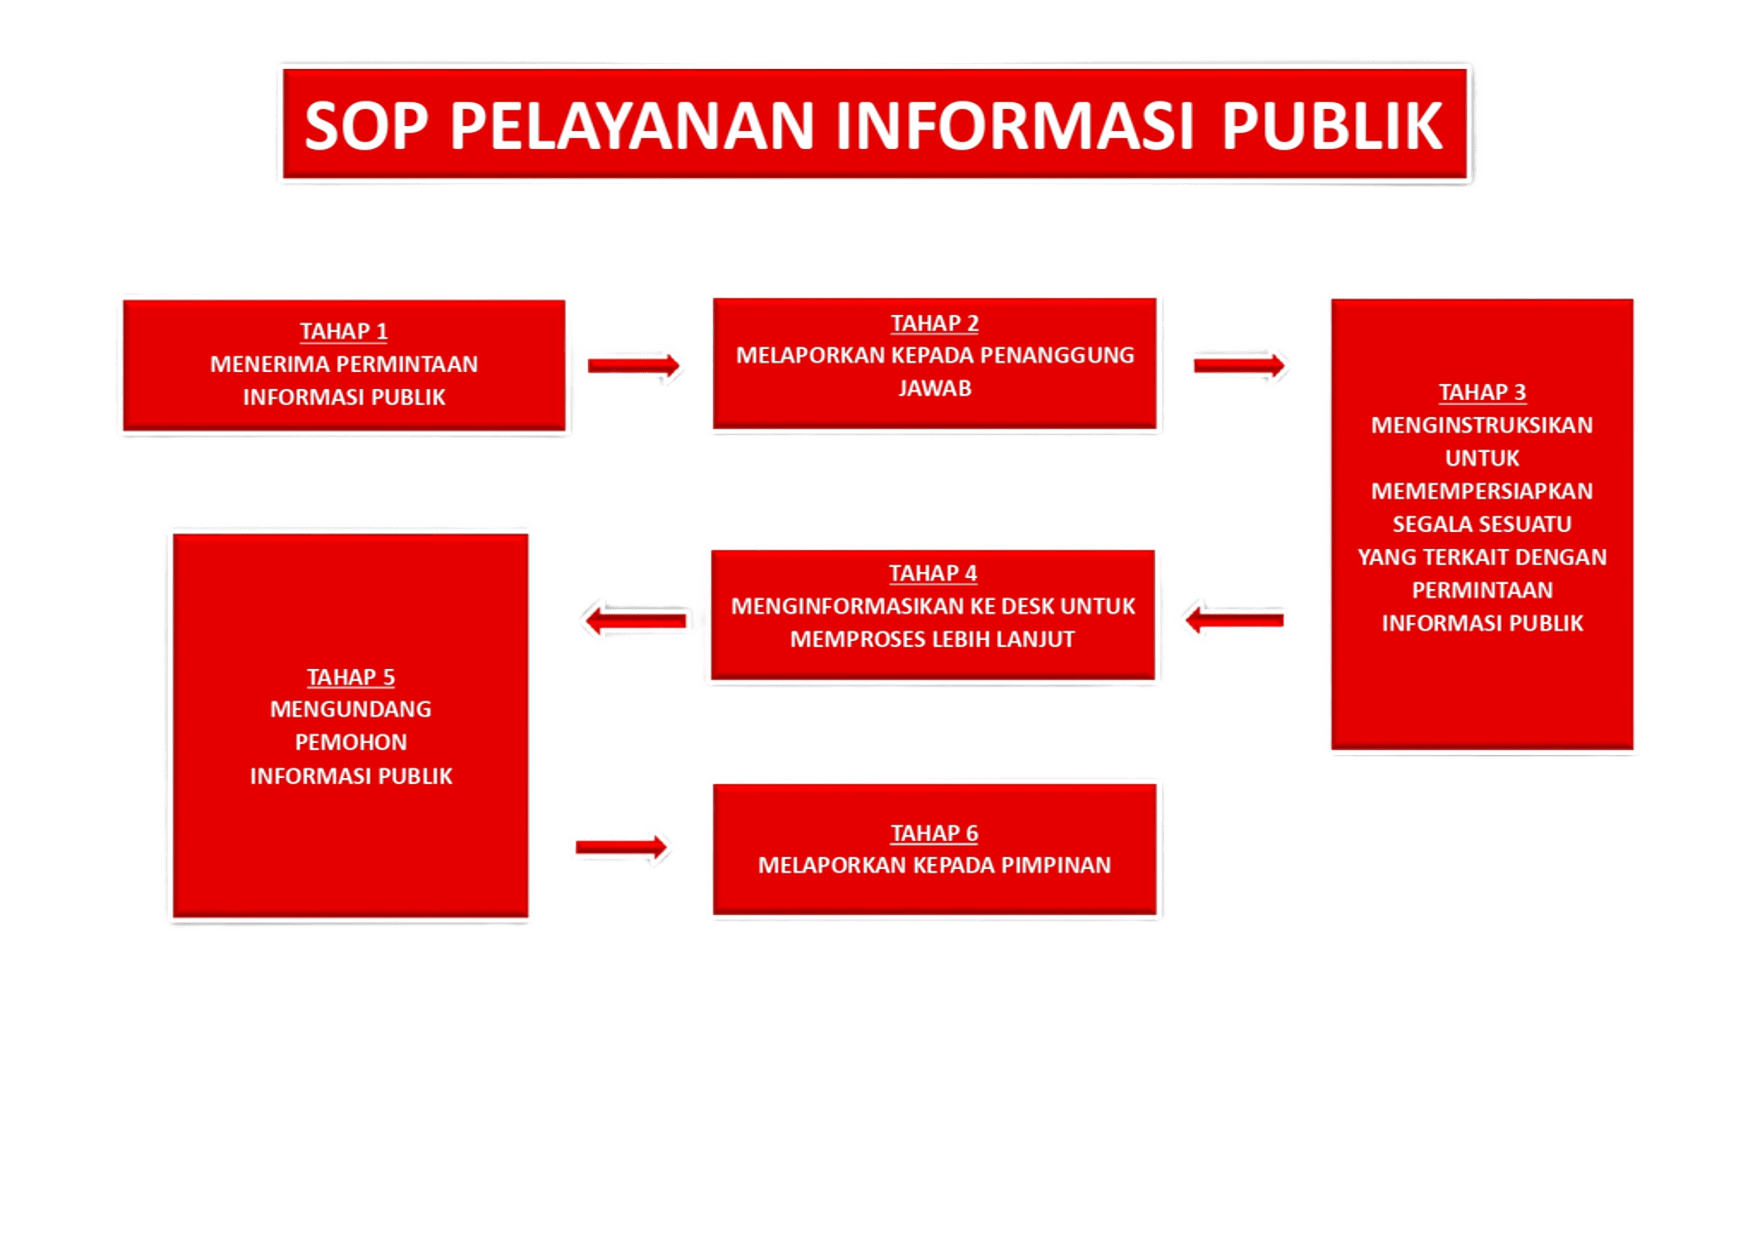 SOP PELAYANAN INFORMASI PUBLIK
TAHAP 1
MENERIMA PERMINTAAN
INFORMASI PUBLIK
TAHAP 2
MELAPORKAN KEPADA PENANGGUNG
JAWAB
TAHAP 3
MENGINSTRUKSIKAN
UNTUK
MEMEMPERSIAPKAN
SEGALA SESUATU
YANG TERKAIT DENGAN
PERMINTAAN
INFORMASI PUBLIK
TAHAP 4
MENGINFORMASIKAN KE DESK UNTUK
MEMPROSES LEBIH LANJUT
TAHAP 5
MENGUNDANG
PEMOHON
INFORMASI PUBLIK
TAHAP 6
MELAPORKAN KEPADA PIMPINAN